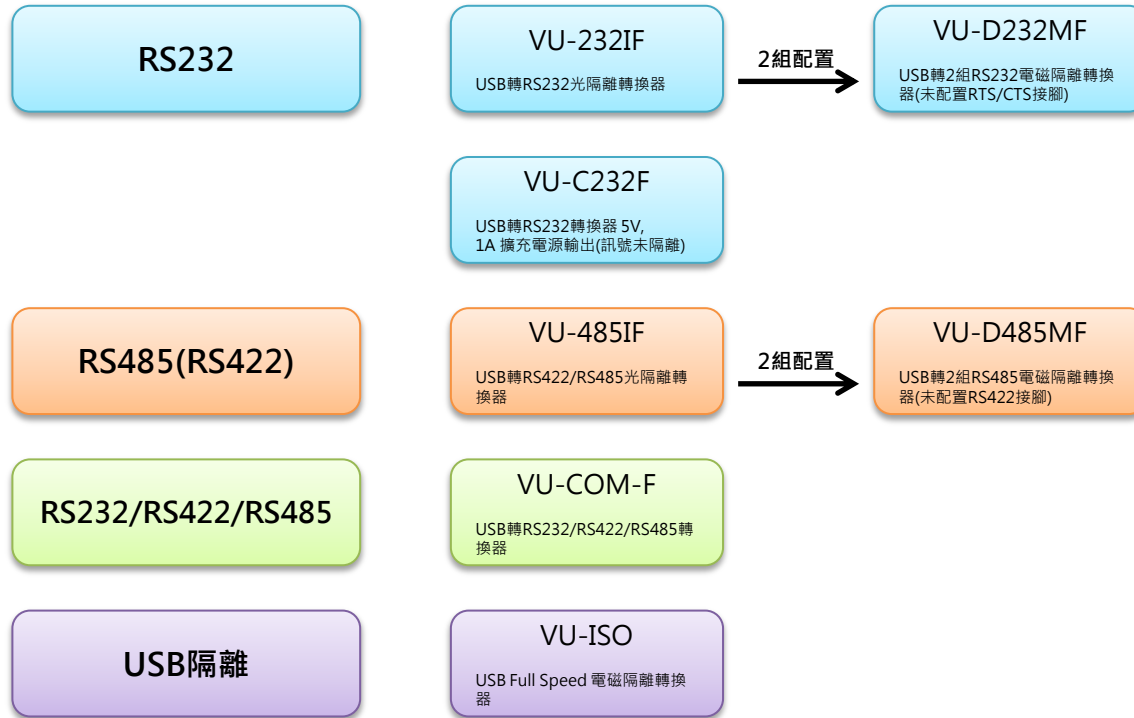 RS232
VU-232IF
USB轉RS232光隔離轉換器
2組配置
VU-D232MF
USB轉2組RS232電磁隔離轉換
器(未配置RTS/CTS接腳)
VU-C232F
USB轉RS232轉換器 5V,
1A 擴充電源輸出(訊號未隔離)
RS485(RS422)
VU-485IF
USB轉RS422/RS485光隔離轉
換器
2組配置
VU-D485MF
USB轉2組RS485電磁隔離轉換
器(未配置RS422接腳)
RS232/RS422/RS485
VU-COM-F
USB轉RS232/RS422/RS485轉
換器
USB隔離
VU-ISO
USB Full Speed 電磁隔離轉換
器